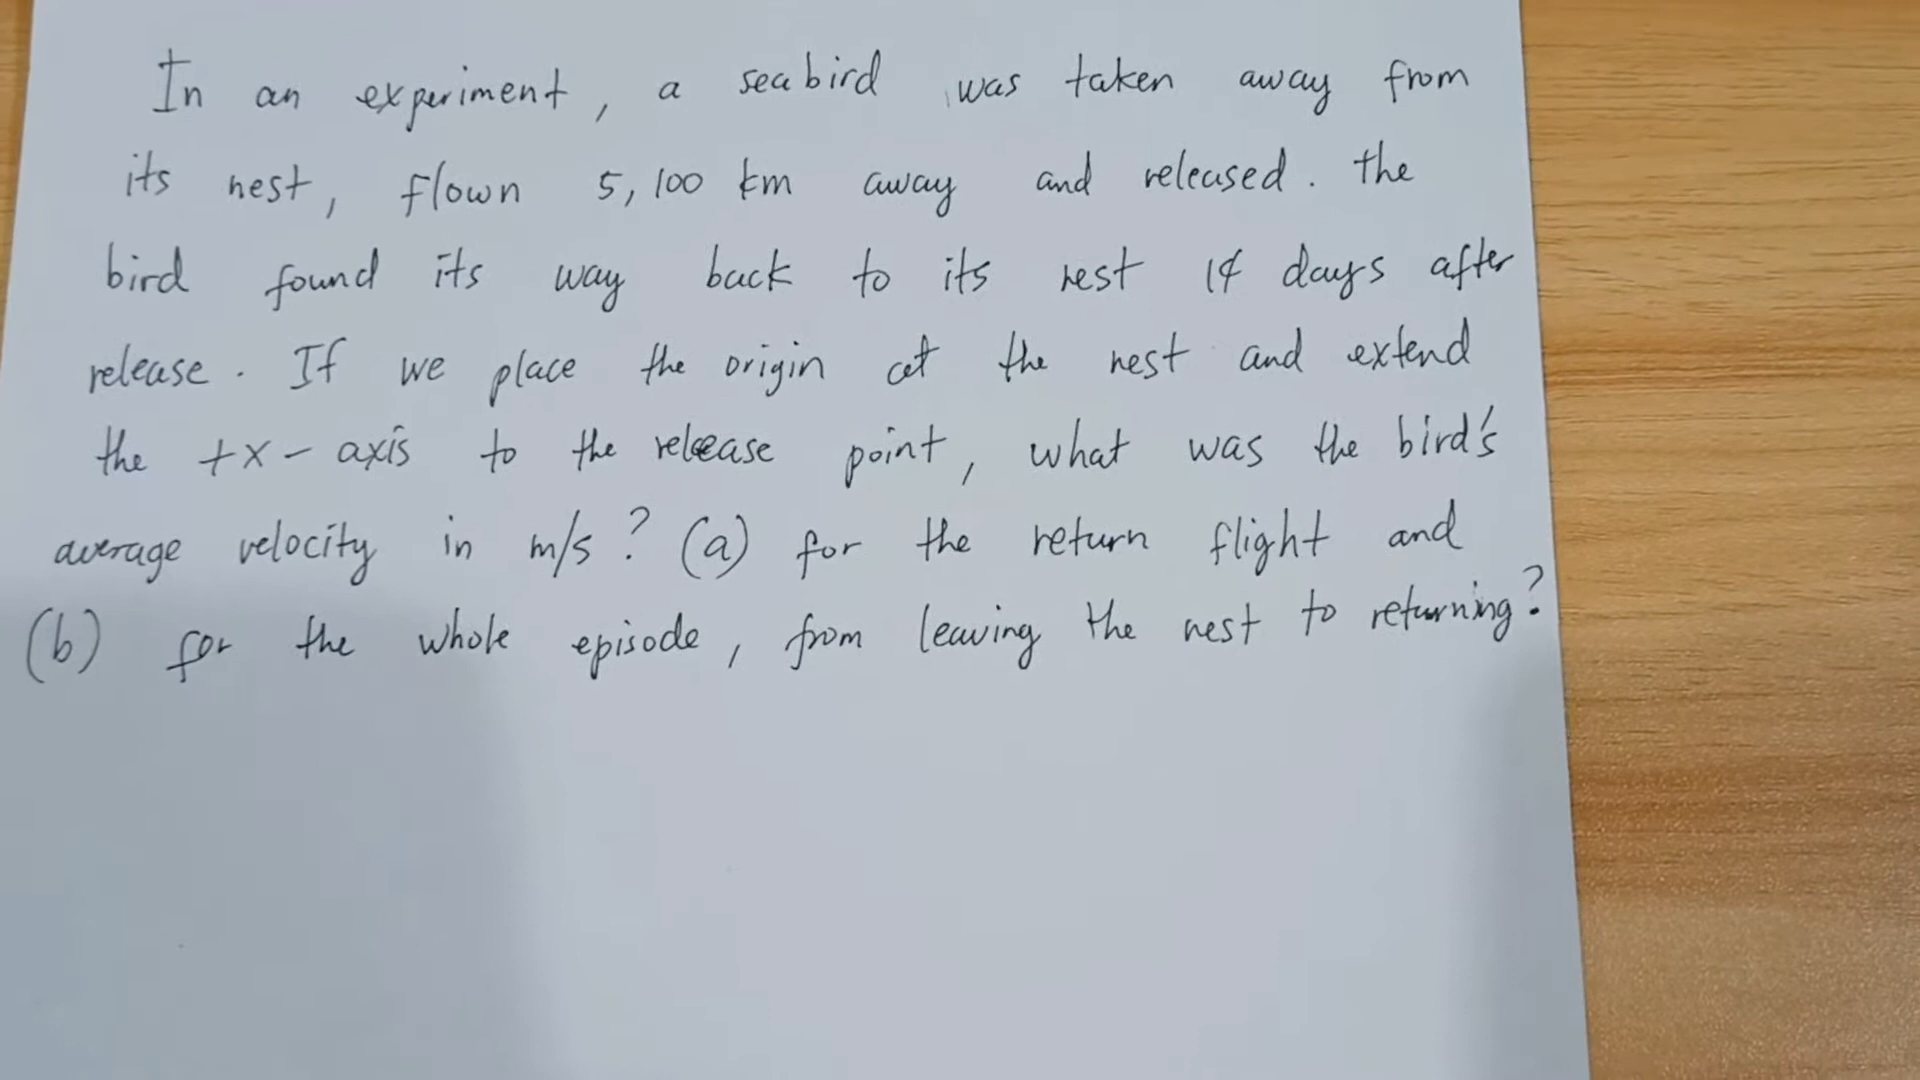 In an experiment, a seabird was taken away from
its nest, flown 5,100 km away and released. the
bird found its way back to its nest 14 days after
release. If we place the origin at the nest and extend
the +x- axis to the release point, what was the bird's
average velocity in m/s? (a) for the return flight and
(b) for the whole episode, from leaving the nest to returning?